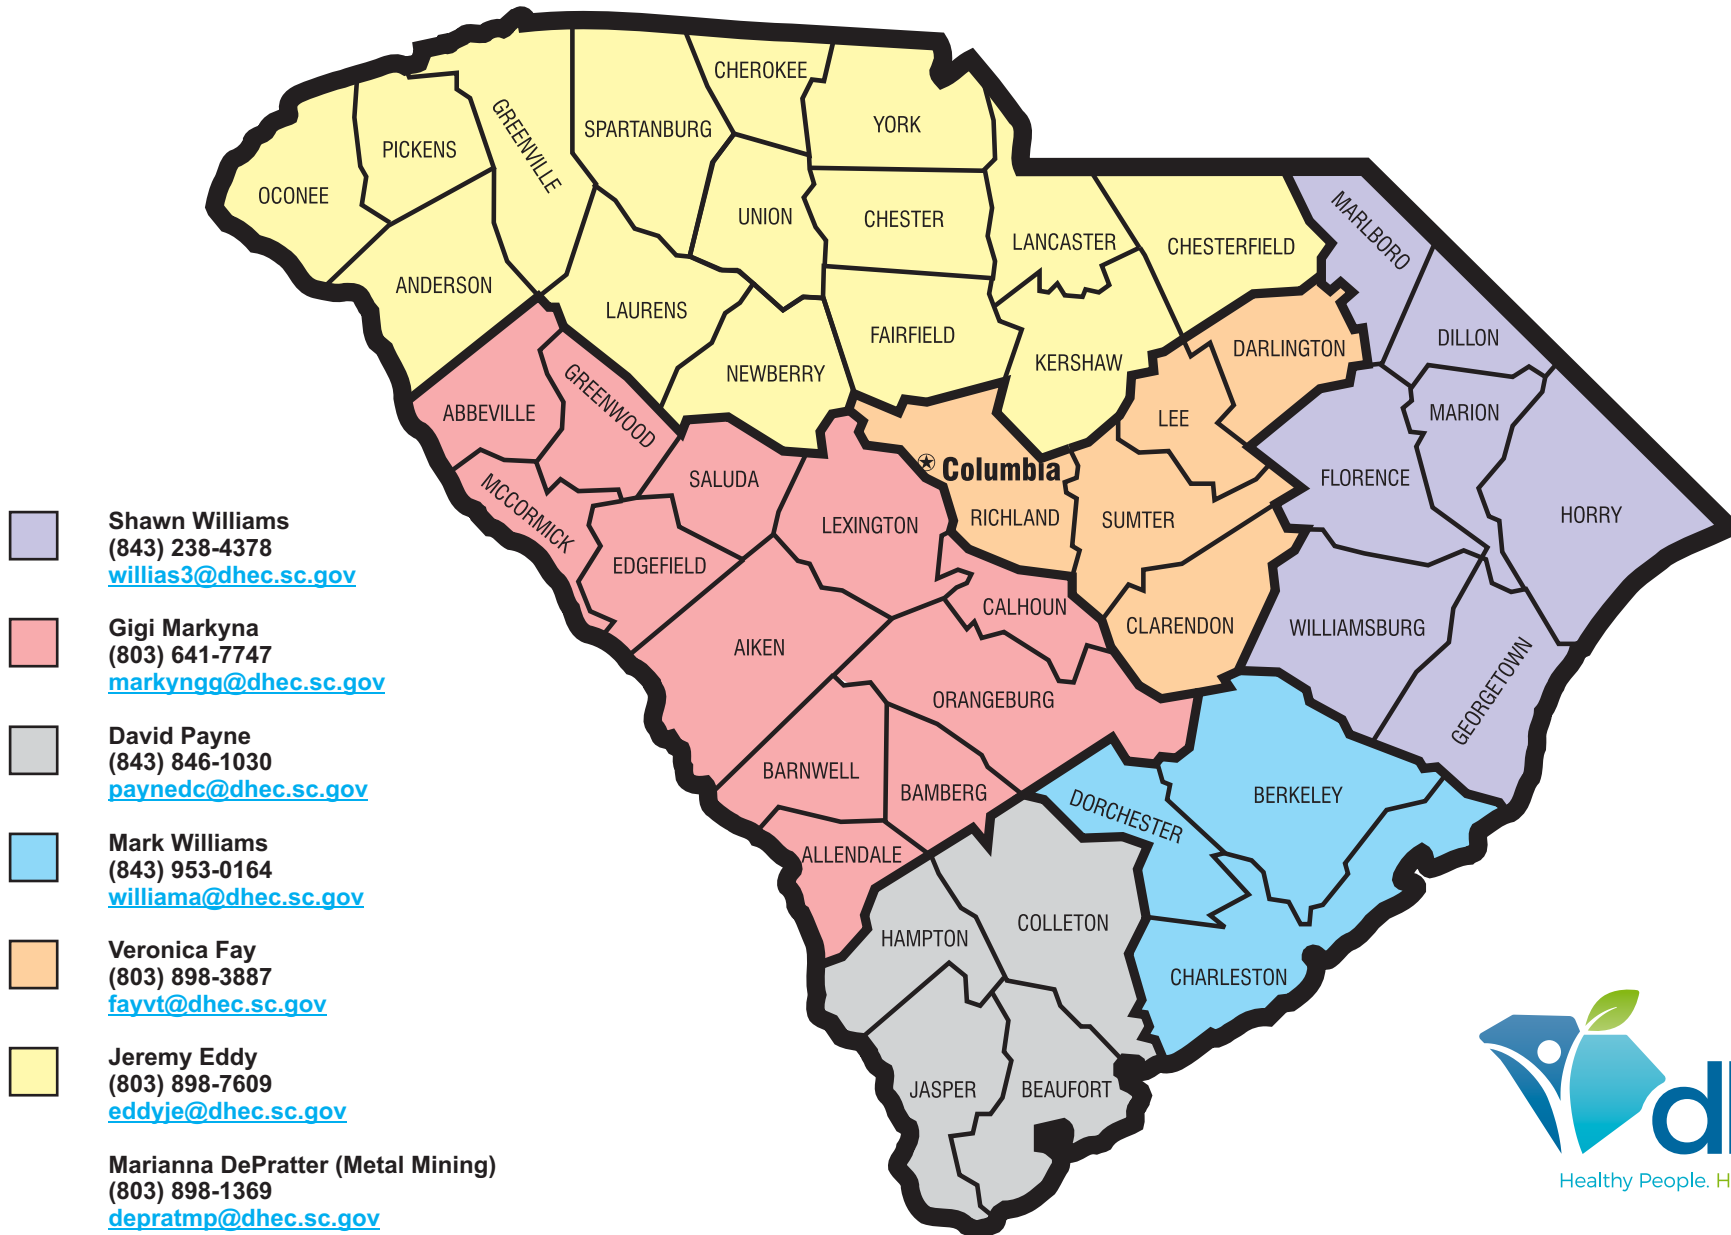 CHEROKEE
GREENVILLE
SPARTANBURG
YORK
PICKENS
OCONEE
UNION
CHESTER
LANCASTER
CHESTERFIELD
MARLBORO
ANDERSON
LAURENS
FAIRFIELD
KERSHAW
DARLINGTON
DILLON
NEWBERRY
ABBEVILLE
GREENWOOD
LEE
MARION
SALUDA
Columbia
FLORENCE
MCCORMICK
LEXINGTON
RICHLAND
SUMTER
HORRY
EDGEFIELD
CALHOUN
CLARENDON
WILLIAMSBURG
AIKEN
ORANGEBURG
GEORGETOWN
BARNWELL
BAMBERG
DORCHESTER
BERKELEY
ALLENDALE
HAMPTON
COLLETON
CHARLESTON
JASPER
BEAUFORT
Shawn Williams
(843) 238-4378
willias3@dhec.sc.gov
Gigi Markyna
(803) 641-7747
markyngg@dhec.sc.gov
David Payne
(843) 846-1030
paynedc@dhec.sc.gov
Mark Williams
(843) 953-0164
williama@dhec.sc.gov
Veronica Fay
(803) 898-3887
fayvt@dhec.sc.gov
Jeremy Eddy
(803) 898-7609
eddyje@dhec.sc.gov
Marianna DePratter (Metal Mining)
(803) 898-1369
depratmp@dhec.sc.gov
d
Healthy People. H